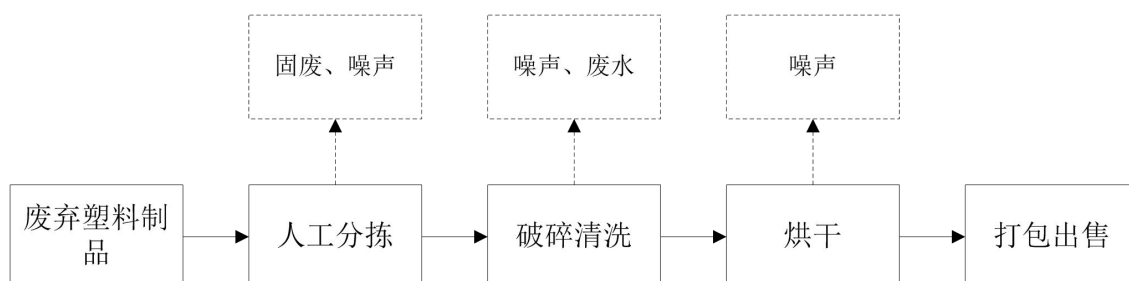 固废、噪声
噪声、废水
噪声
废弃塑料制
品
人工分拣
破碎清洗
烘干
打包出售